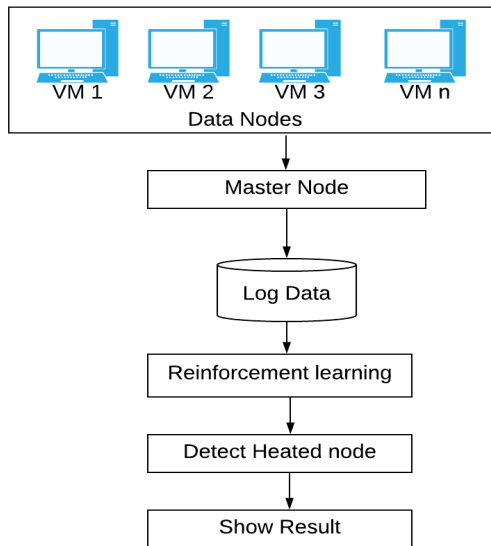 VM 1 VM 2 VM 3 VM n
Data Nodes
Master Node
Log Data
Reinforcement learning
Detect Heated node
Show Result